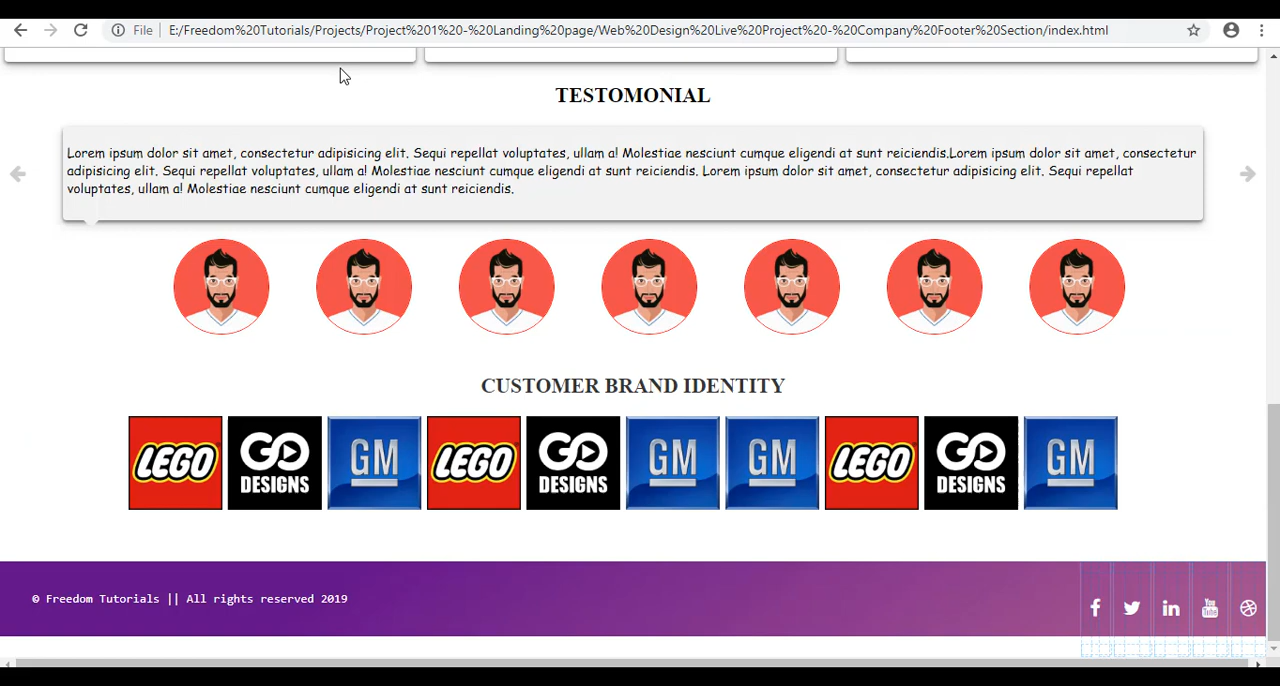 File E:/Freedom%20Tutorials/Projects/Project%201%20-%20Landing%20page/Web%20Design%20Live%20Project%20-%20Company%20Footer%20Section/index.html
TESTOMONIAL
Lorem ipsum dolor sit amet, consectetur adipisicing elit. Sequi repellat voluptates, ullam a! Molestiae nesciunt cumque eligendi at sunt reiciendis.Lorem ipsum dolor sit amet, consectetur
adipisicing elit. Sequi repellat voluptates, ullam a! Molestiae nesciunt cumque eligendi at sunt reiciendis. Lorem ipsum dolor sit amet, consectetur adipisicing elit. Sequi repellat
voluptates, ullam a! Molestiae nesciunt cumque eligendi at sunt reiciendis.
CUSTOMER BRAND IDENTITY
LEGO GO DESIGNS GM LEGO GO DESIGNS GM GM LEGO GO DESIGNS GM
© Freedom Tutorials || All rights reserved 2019
You Tube